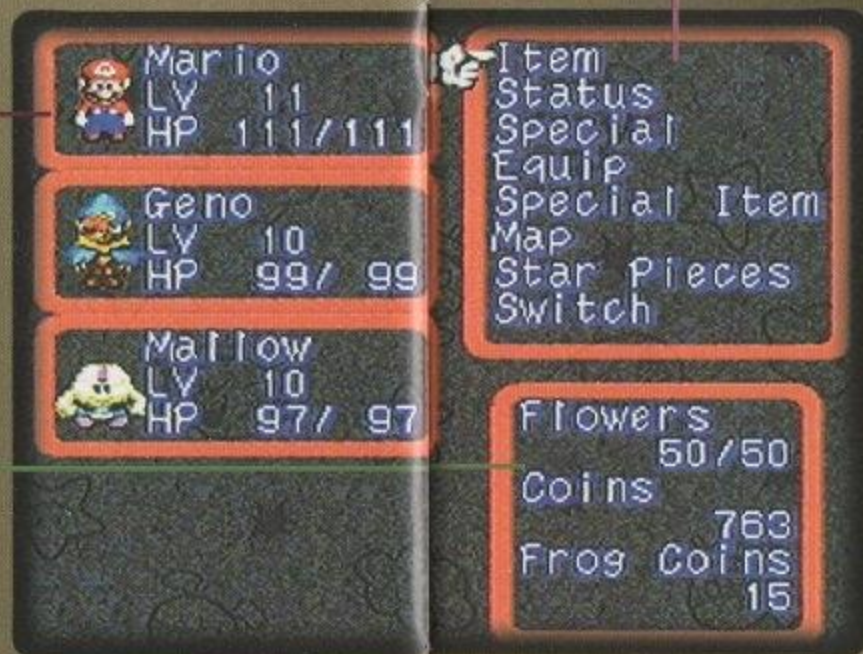 Mario
LV 11
HP 111/111
Geno
LV 10
HP 99/ 99
Mallow
LV 10
HP 97/ 97
Item
Status
Special
Equip
Special Item
Map
Star Pieces
Switch
Flowers
50/50
Coins
763
Frog Coins
15